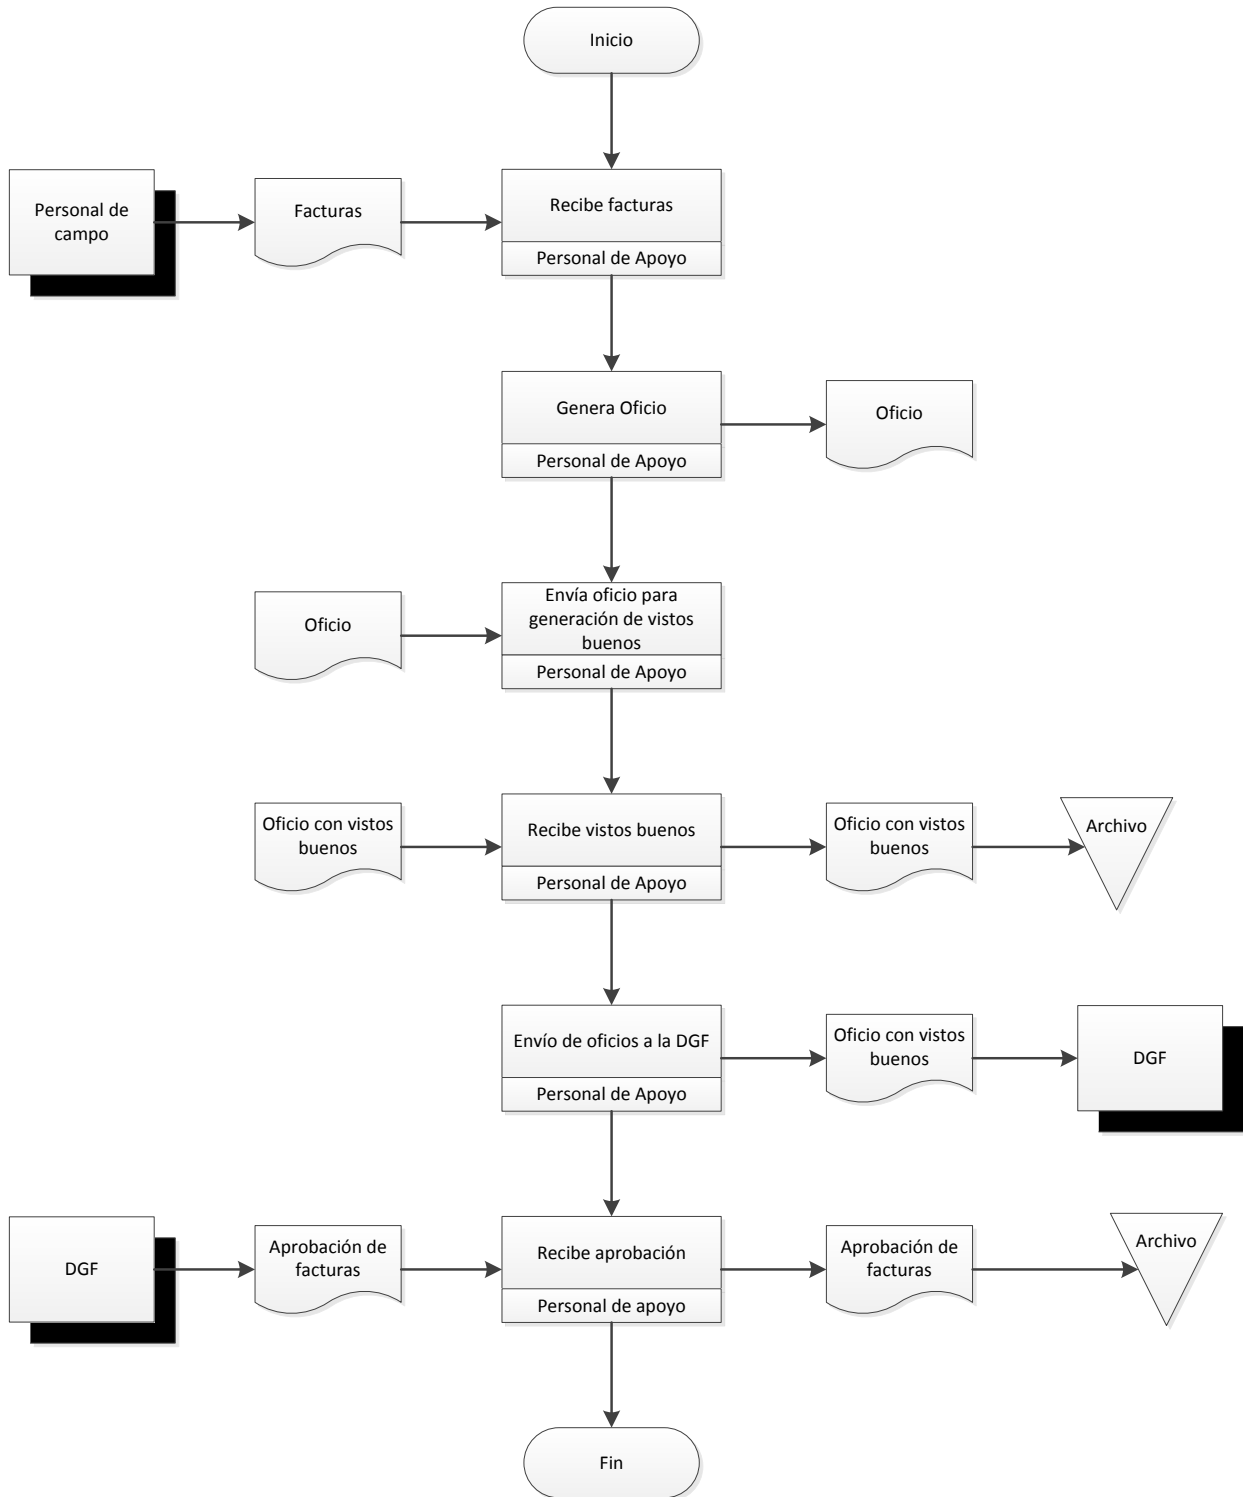 Inicio
Personal de
campo
Facturas
Recibe facturas
Personal de Apoyo
Genera Oficio
Personal de Apoyo
Oficio
Oficio
Envía oficio para
generación de vistos
buenos
Personal de Apoyo
Oficio con vistos
buenos
Recibe vistos buenos
Personal de Apoyo
Oficio con vistos
buenos
Archivo
Envío de oficios a la DGF
Personal de Apoyo
Oficio con vistos
buenos
DGF
DGF
Aprobación de
facturas
Recibe aprobación
Personal de apoyo
Aprobación de
facturas
Archivo
Fin